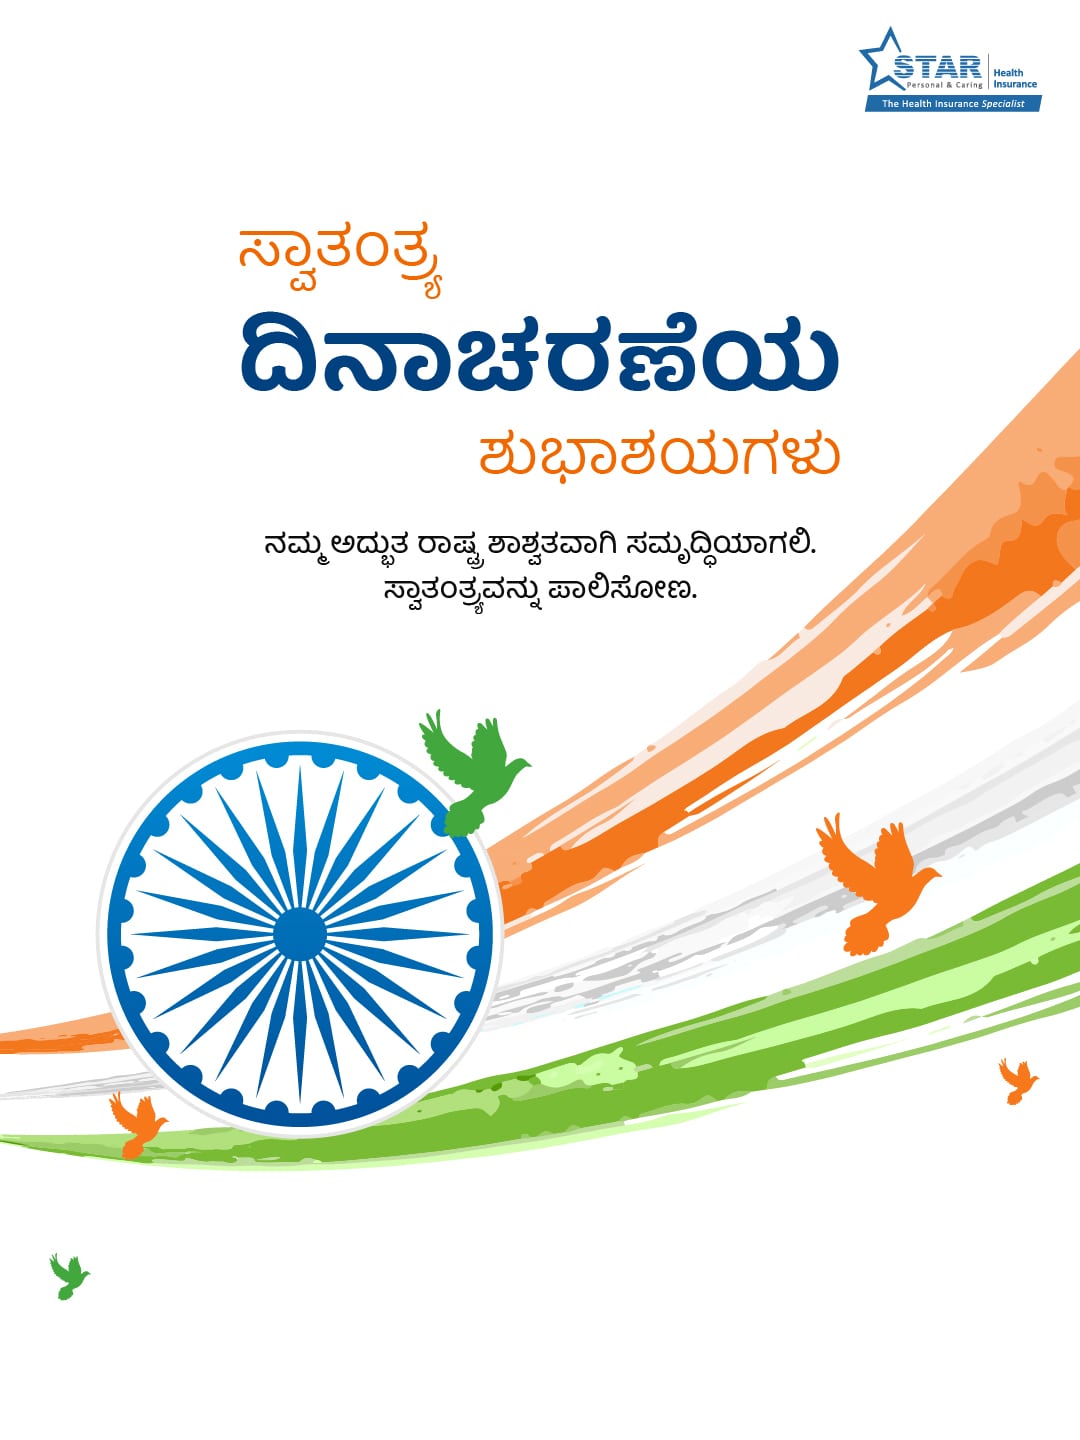 STAR
Health
Insurance
Personal & Caring
The Health Insurance Specialist
ಸ್ವಾತಂತ್ರ್ಯ
ದಿನಾಚರಣೆಯ
ಶುಭಾಶಯಗಳು
ನಮ್ಮ ಅದ್ಭುತ ರಾಷ್ಟ್ರ ಶಾಶ್ವತವಾಗಿ ಸಮೃದ್ಧಿಯಾಗಲಿ.
ಸ್ವಾತಂತ್ರ್ಯವನ್ನು ಪಾಲಿಸೋಣ.